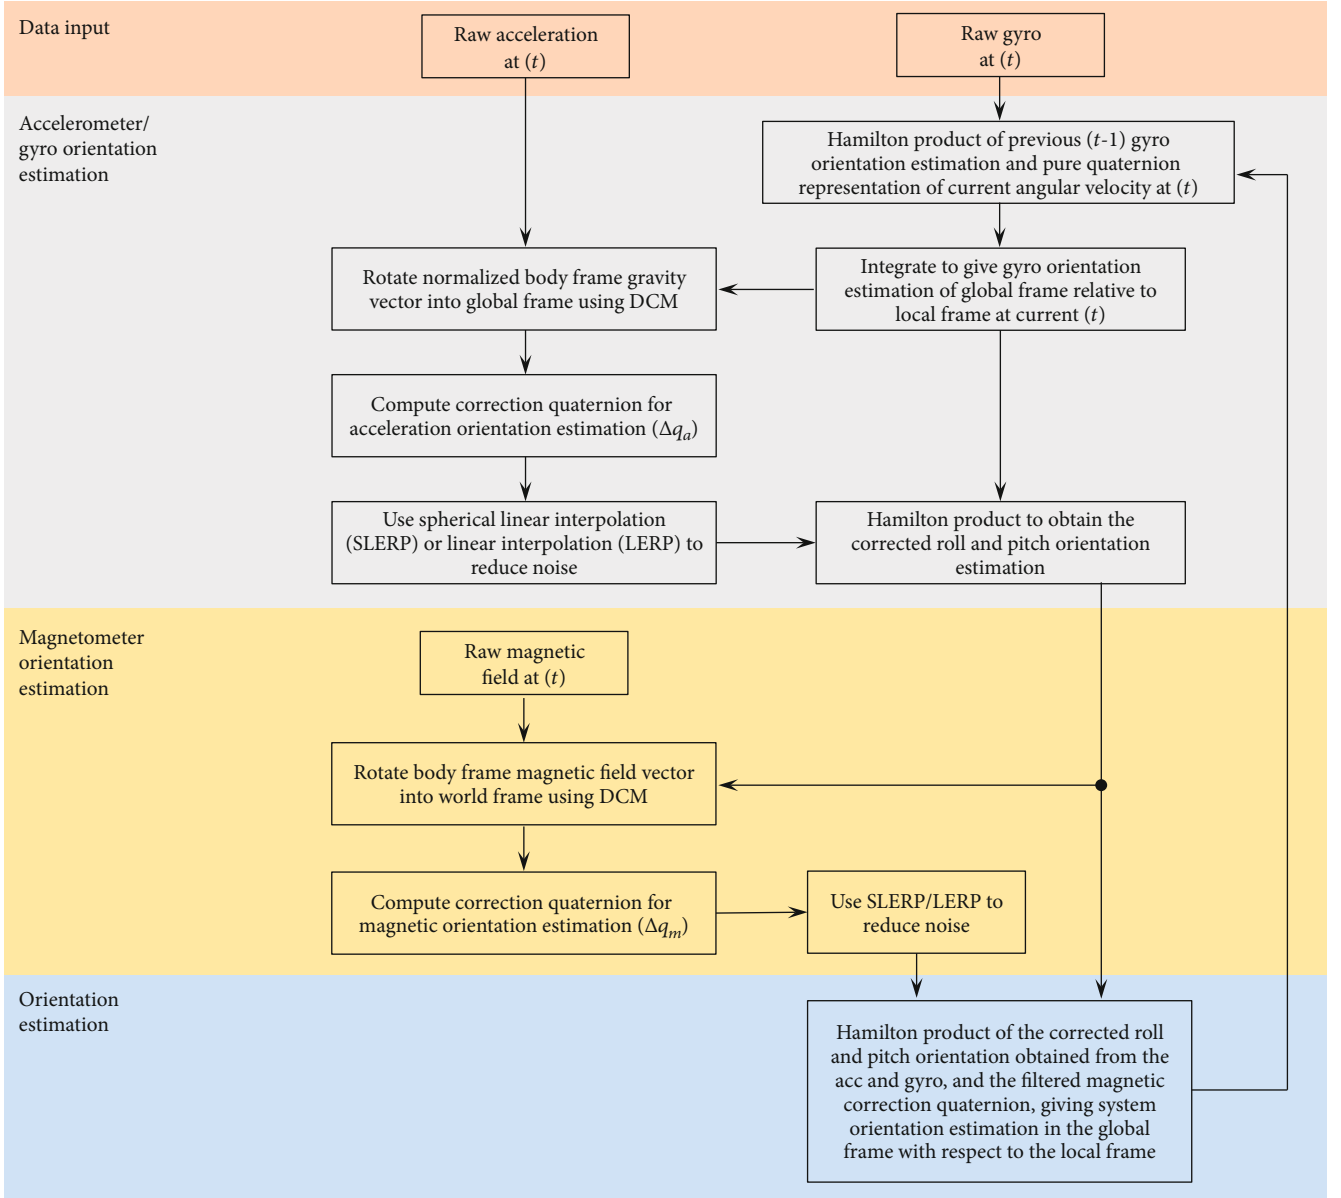 Data input
Raw acceleration
at (t)
Raw gyro
at (t)
Accelerometer/
gyro orientation
estimation
Hamilton product of previous (t-1) gyro
orientation estimation and pure quaternion
representation of current angular velocity at (t)
Rotate normalized body frame gravity
vector into global frame using DCM
Integrate to give gyro orientation
estimation of global frame relative to
local frame at current (t)
Compute correction quaternion for
acceleration orientation estimation (Δqₐ)
Use spherical linear interpolation
(SLERP) or linear interpolation (LERP) to
reduce noise
Hamilton product to obtain the
corrected roll and pitch orientation
estimation
Magnetometer
orientation
estimation
Raw magnetic
field at (t)
Rotate body frame magnetic field vector
into world frame using DCM
Compute correction quaternion for
magnetic orientation estimation (Δqₘ)
Use SLERP/LERP to
reduce noise
Orientation
estimation
Hamilton product of the corrected roll
and pitch orientation obtained from the
acc and gyro, and the filtered magnetic
correction quaternion, giving system
orientation estimation in the global
frame with respect to the local frame